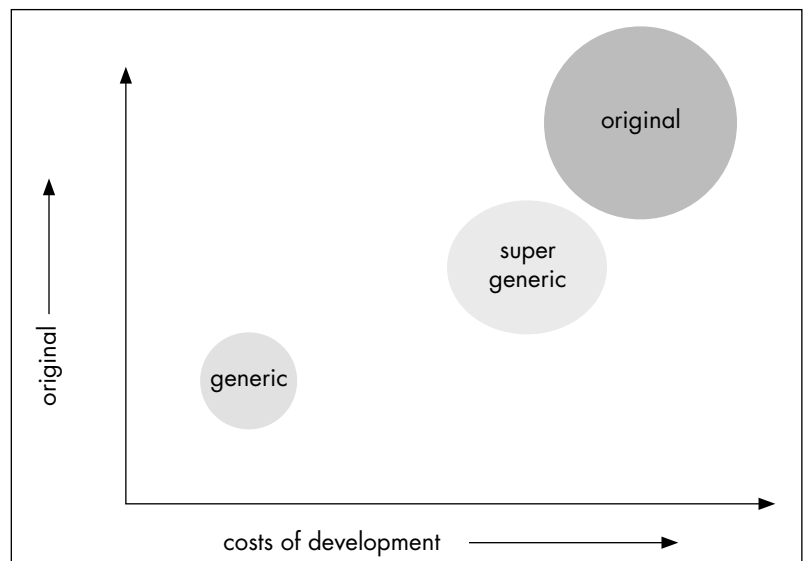 original
super
generic
generic
original
costs of development